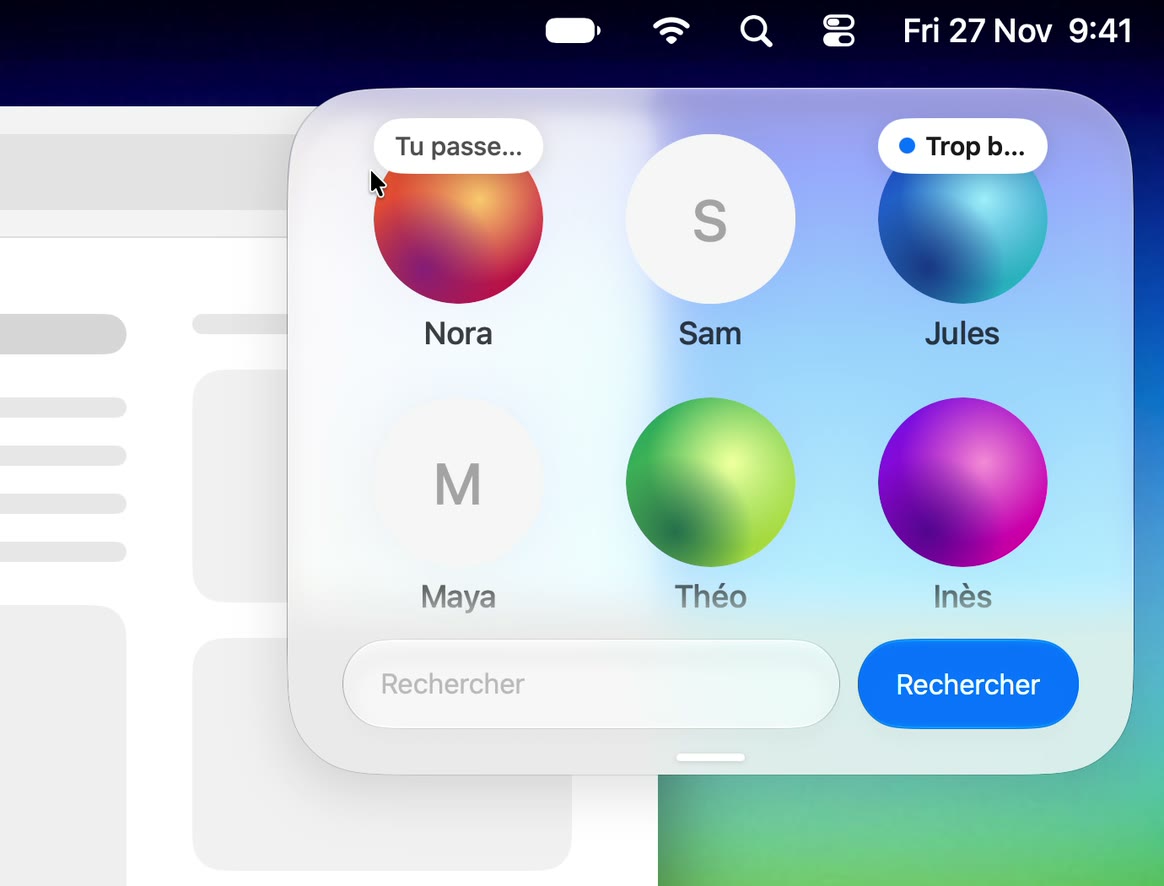 Fri 27 Nov 9:41
Tu passe...
Trop b...
S
Nora
Sam
Jules
M
Maya
Théo
Inès
Rechercher
Rechercher